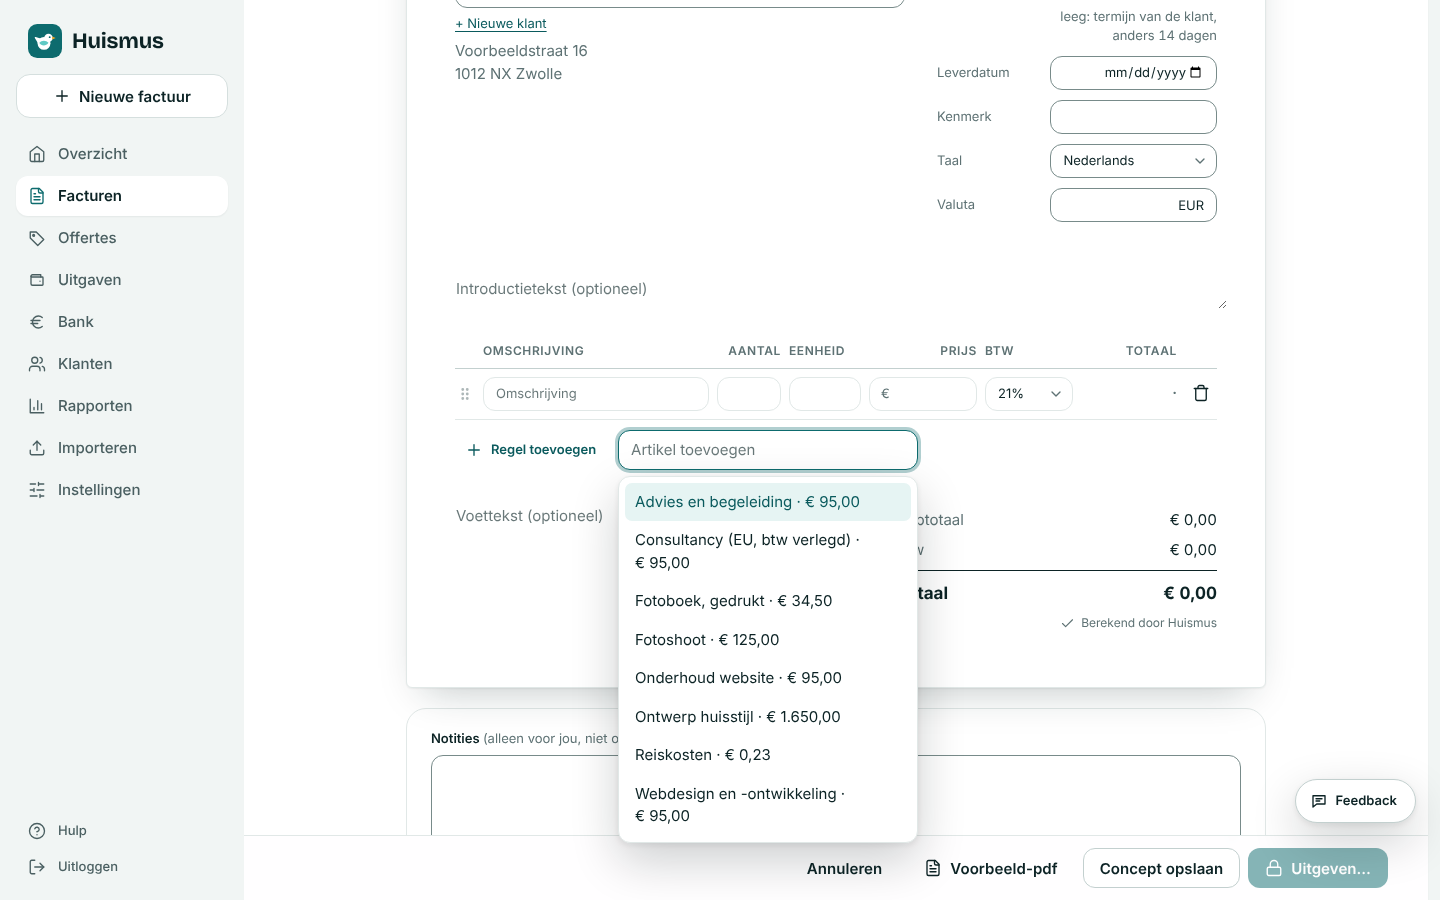 Huismus
Nieuwe factuur
Overzicht
Facturen
Offertes
Uitgaven
Bank
Klanten
Rapporten
Importeren
Instellingen
Hulp
Uitloggen
+ Nieuwe klant
Voorbeeldstraat 16
1012 NX Zwolle
leeg: termijn van de klant,
anders 14 dagen
Leverdatum mm/dd/yyyy
Kenmerk
Taal Nederlands
Valuta EUR
Introductietekst (optioneel)
OMSCHRIJVING AANTAL EENHEID PRIJS BTW TOTAAL
Omschrijving € 21% ·
Regel toevoegen Artikel toevoegen
Advies en begeleiding · € 95,00
Consultancy (EU, btw verlegd) ·
€ 95,00
Fotoboek, gedrukt · € 34,50
Fotoshoot · € 125,00
Onderhoud website · € 95,00
Ontwerp huisstijl · € 1.650,00
Reiskosten · € 0,23
Webdesign en -ontwikkeling ·
€ 95,00
Voettekst (optioneel)
€ 0,00
€ 0,00
€ 0,00
Berekend door Huismus
Notities (alleen voor jou, niet
Feedback
Annuleren Voorbeeld-pdf Concept opslaan Uitgeven...